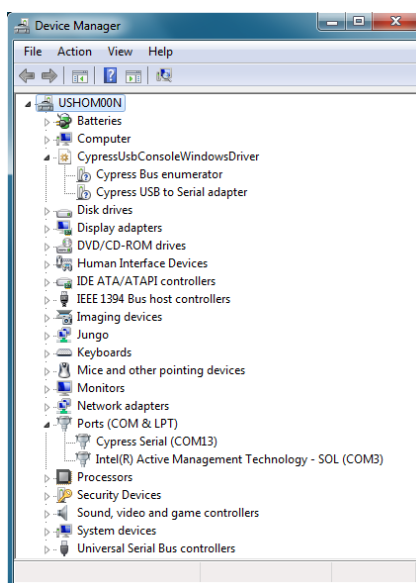 Device Manager
File Action View Help
USHOM00N
Batteries
Computer
CypressUsbConsoleWindowsDriver
Cypress Bus enumerator
Cypress USB to Serial adapter
Disk drives
Display adapters
DVD/CD-ROM drives
Human Interface Devices
IDE ATA/ATAPI controllers
IEEE 1394 Bus host controllers
Imaging devices
Jungo
Keyboards
Mice and other pointing devices
Monitors
Network adapters
Ports (COM & LPT)
Cypress Serial (COM13)
Intel(R) Active Management Technology - SOL (COM3)
Processors
Security Devices
Sound, video and game controllers
System devices
Universal Serial Bus controllers